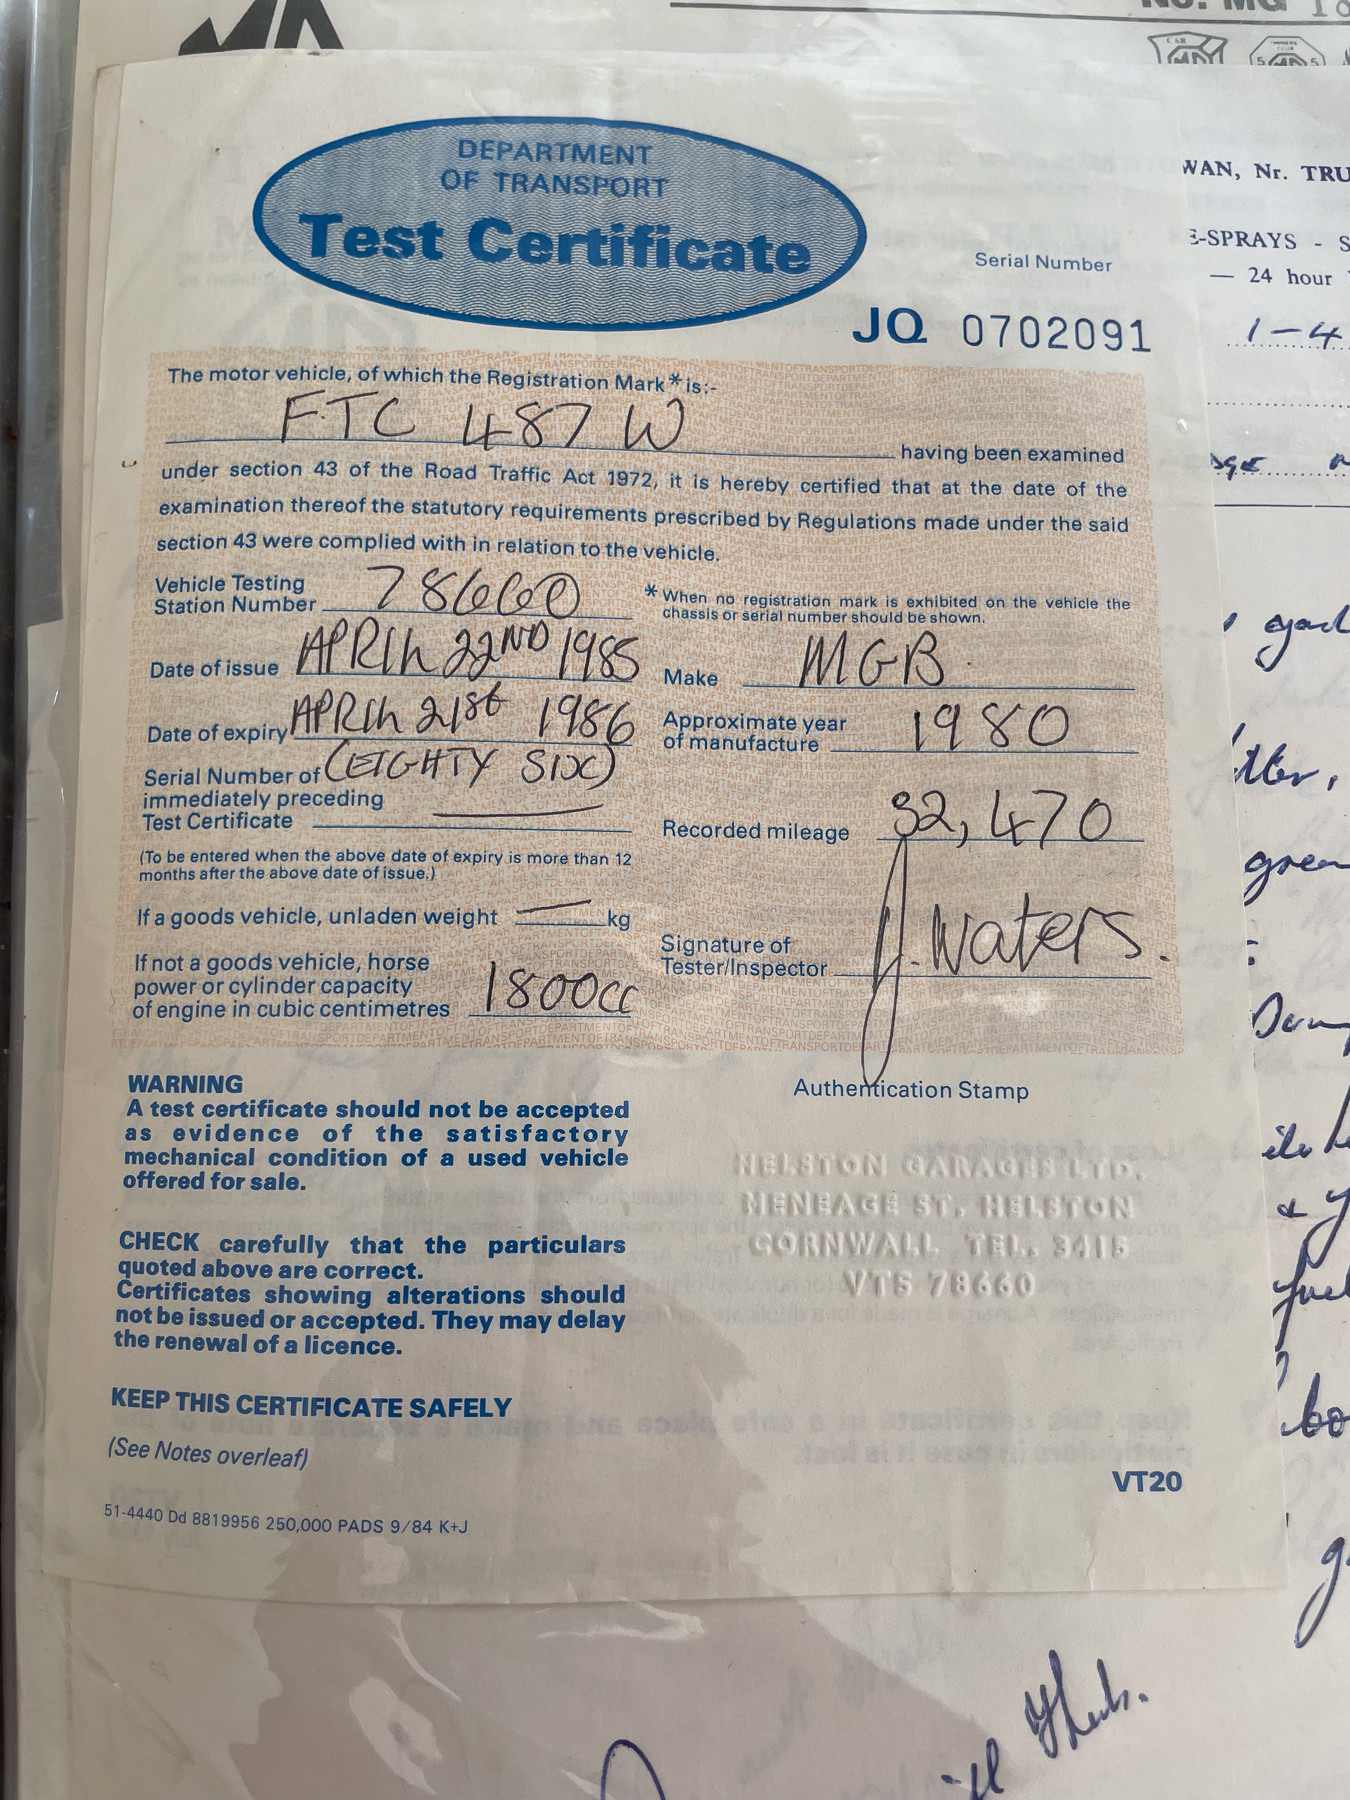 No. MG 18
CAR
DEPARTMENT
OF TRANSPORT
Test Certificate
Serial Number
JQ 0702091
The motor vehicle, of which the Registration Mark * is:-
FTC 487 W
having been examined
under section 43 of the Road Traffic Act 1972, it is hereby certified that at the date of the
examination thereof the statutory requirements prescribed by Regulations made under the said
section 43 were complied with in relation to the vehicle.
Vehicle Testing
Station Number 78660
* When no registration mark is exhibited on the vehicle the
chassis or serial number should be shown.
Date of issue APRIL 22ND 1985
Make MGB
Date of expiry APRIL 21st 1986
(EIGHTY SIX)
Approximate year
of manufacture 1980
Serial Number of
immediately preceding
Test Certificate
Recorded mileage 32,470
(To be entered when the above date of expiry is more than 12
months after the above date of issue.)
If a goods vehicle, unladen weight kg
Signature of
Tester/Inspector J. Waters.
If not a goods vehicle, horse
power or cylinder capacity
of engine in cubic centimetres 1800cc
Authentication Stamp
WARNING
A test certificate should not be accepted
as evidence of the satisfactory
mechanical condition of a used vehicle
offered for sale.
HELSTON GARAGES LTD.
MENEAGE ST. HELSTON
CORNWALL TEL. 3415
VTS 78660
CHECK carefully that the particulars
quoted above are correct.
Certificates showing alterations should
not be issued or accepted. They may delay
the renewal of a licence.
KEEP THIS CERTIFICATE SAFELY
(See Notes overleaf)
VT20
51-4440 Dd 8819956 250,000 PADS 9/84 K+J
WAN, Nr. TRU
E-SPRAYS - S
— 24 hour
1-4